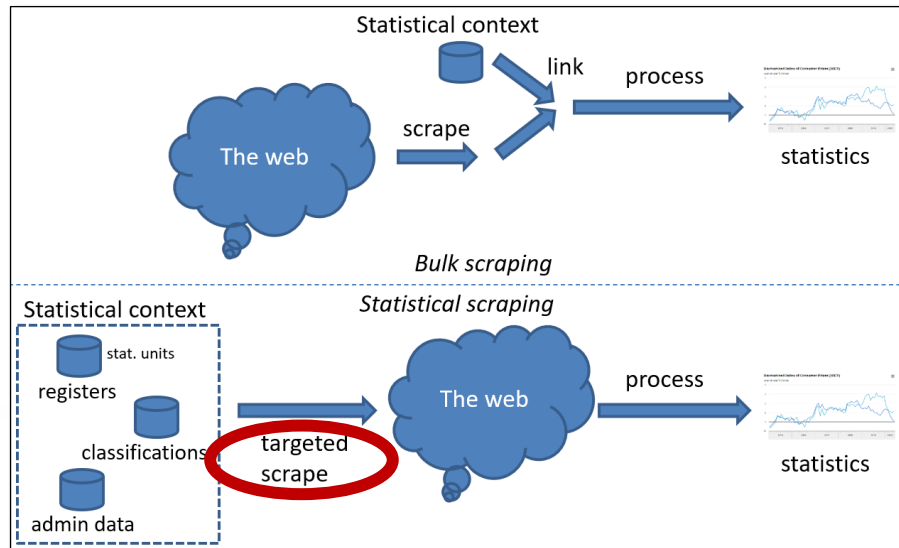 Statistical context
link
process
scrape
The web
statistics
Bulk scraping
Statistical scraping
Statistical context
stat. units
registers
classifications
admin data
targeted
scrape
The web
process
statistics